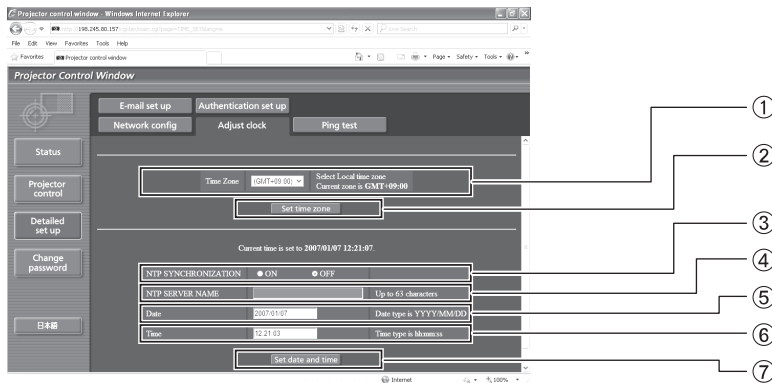 Projector control window - Windows Internet Explorer
http://198.245.80.157/
Live Search
File Edit View Favorites Tools Help
Favorites Projector control window Page Safety Tools
Projector Control Window
E-mail set up Authentication set up
Network config Adjust clock Ping test
Status
Projector control
Detailed set up
Change password
日本語
Time Zone (GMT+09:00) Select Local time zone
Current zone is GMT+09:00
Set time zone
Current time is set to 2007/01/07 12:21:07.
NTP SYNCHRONIZATION ON OFF
NTP SERVER NAME Up to 63 characters
Date 2007/01/07 Date type is YYYY/MM/DD
Time 12:21:03 Time type is hh:mm:ss
Set date and time
Internet 100%
①
②
③
④
⑤
⑥
⑦